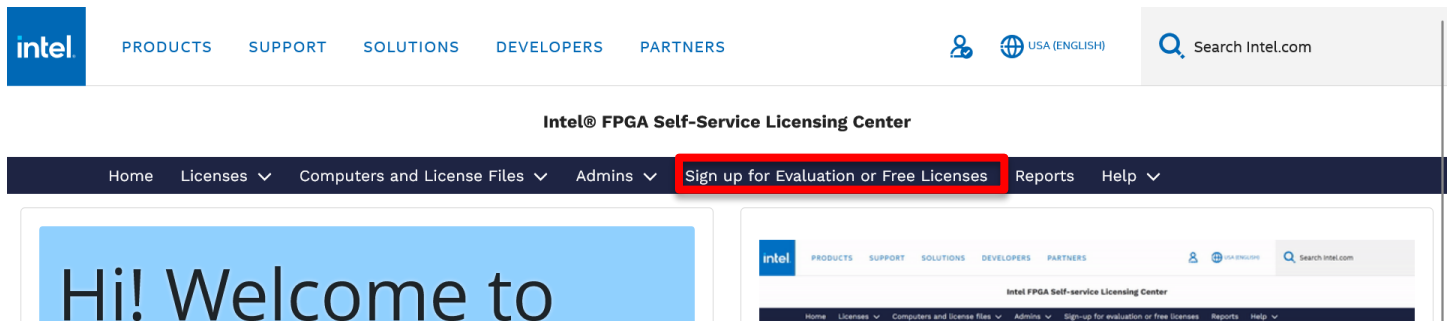 intel. PRODUCTS SUPPORT SOLUTIONS DEVELOPERS PARTNERS USA (ENGLISH) Search Intel.com
Intel® FPGA Self-Service Licensing Center
Home Licenses Computers and License Files Admins Sign up for Evaluation or Free Licenses Reports Help
Hi! Welcome to
intel. PRODUCTS SUPPORT SOLUTIONS DEVELOPERS PARTNERS USA (ENGLISH) Search Intel.com
Intel FPGA Self-service Licensing Center
Home Licenses Computers and license files Admins Sign-up for evaluation or free licenses Reports Help